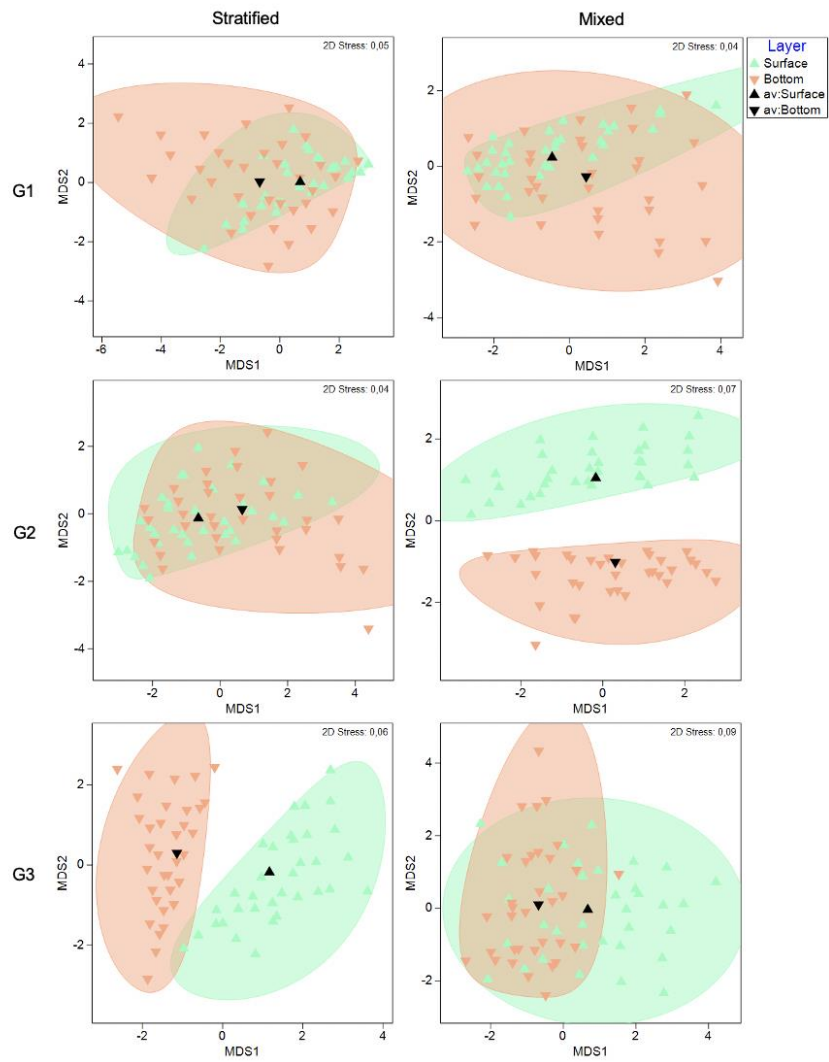 Stratified
Mixed
2D Stress: 0,05
4
2
0
-2
-4
MDS2
-6
-4
-2
0
2
MDS1
G1
2D Stress: 0,04
2
0
-2
-4
MDS2
-2
0
2
4
MDS1
Layer
Surface
Bottom
av:Surface
av:Bottom
G2
2D Stress: 0,04
2
0
-2
-4
MDS2
-2
0
2
4
MDS1
2D Stress: 0,07
2
0
-2
MDS2
-2
0
2
MDS1
G3
2D Stress: 0,06
2
0
-2
MDS2
-2
0
2
4
MDS1
2D Stress: 0,09
4
2
0
-2
MDS2
-2
0
2
4
MDS1